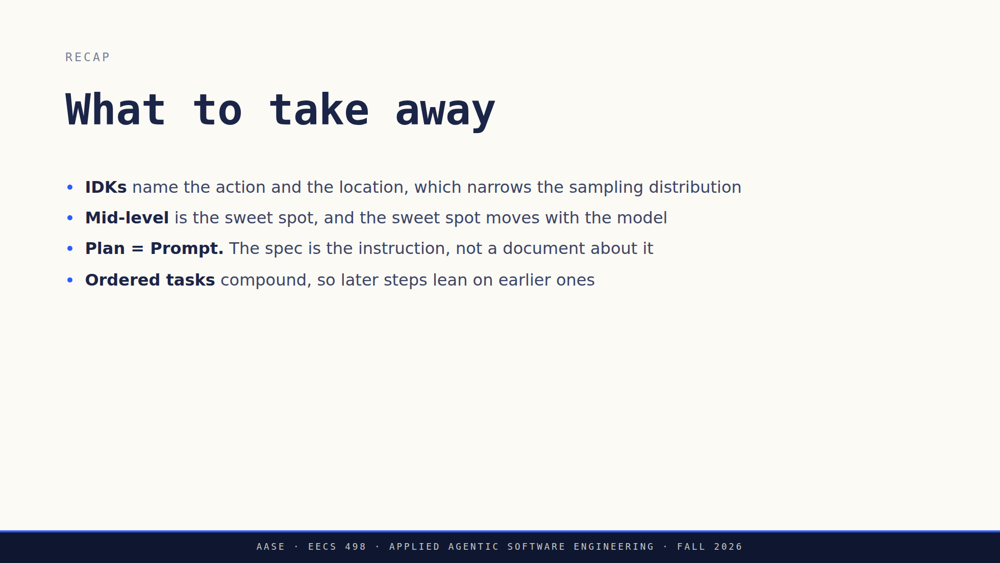 RECAP
What to take away
• IDKs name the action and the location, which narrows the sampling distribution
• Mid-level is the sweet spot, and the sweet spot moves with the model
• Plan = Prompt. The spec is the instruction, not a document about it
• Ordered tasks compound, so later steps lean on earlier ones
AASE · EECS 498 · APPLIED AGENTIC SOFTWARE ENGINEERING · FALL 2026